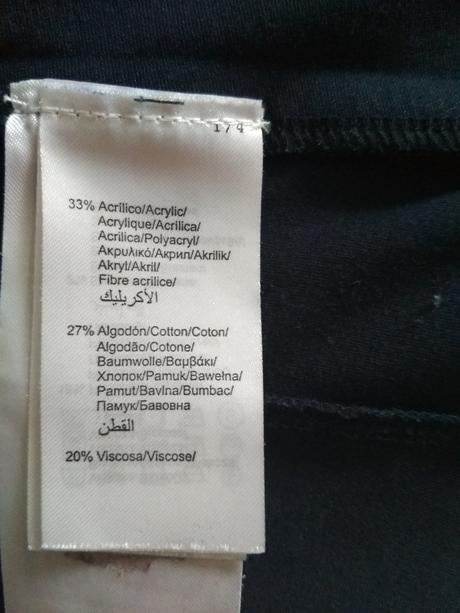 174
33% Acrílico/Acrylic/
Acrylique/Acrílica/
Acrilica/Polyacryl/
Ακρυλικό/Акрил/Akrilik/
Akryl/Akril/
Fibre acrilice/
الأكريليك
27% Algodón/Cotton/Coton/
Algodão/Cotone/
Baumwolle/Βαμβάκι/
Хлопок/Pamuk/Bawełna/
Pamut/Bavlna/Bumbac/
Памук/Бавовна
القطن
20% Viscosa/Viscose/